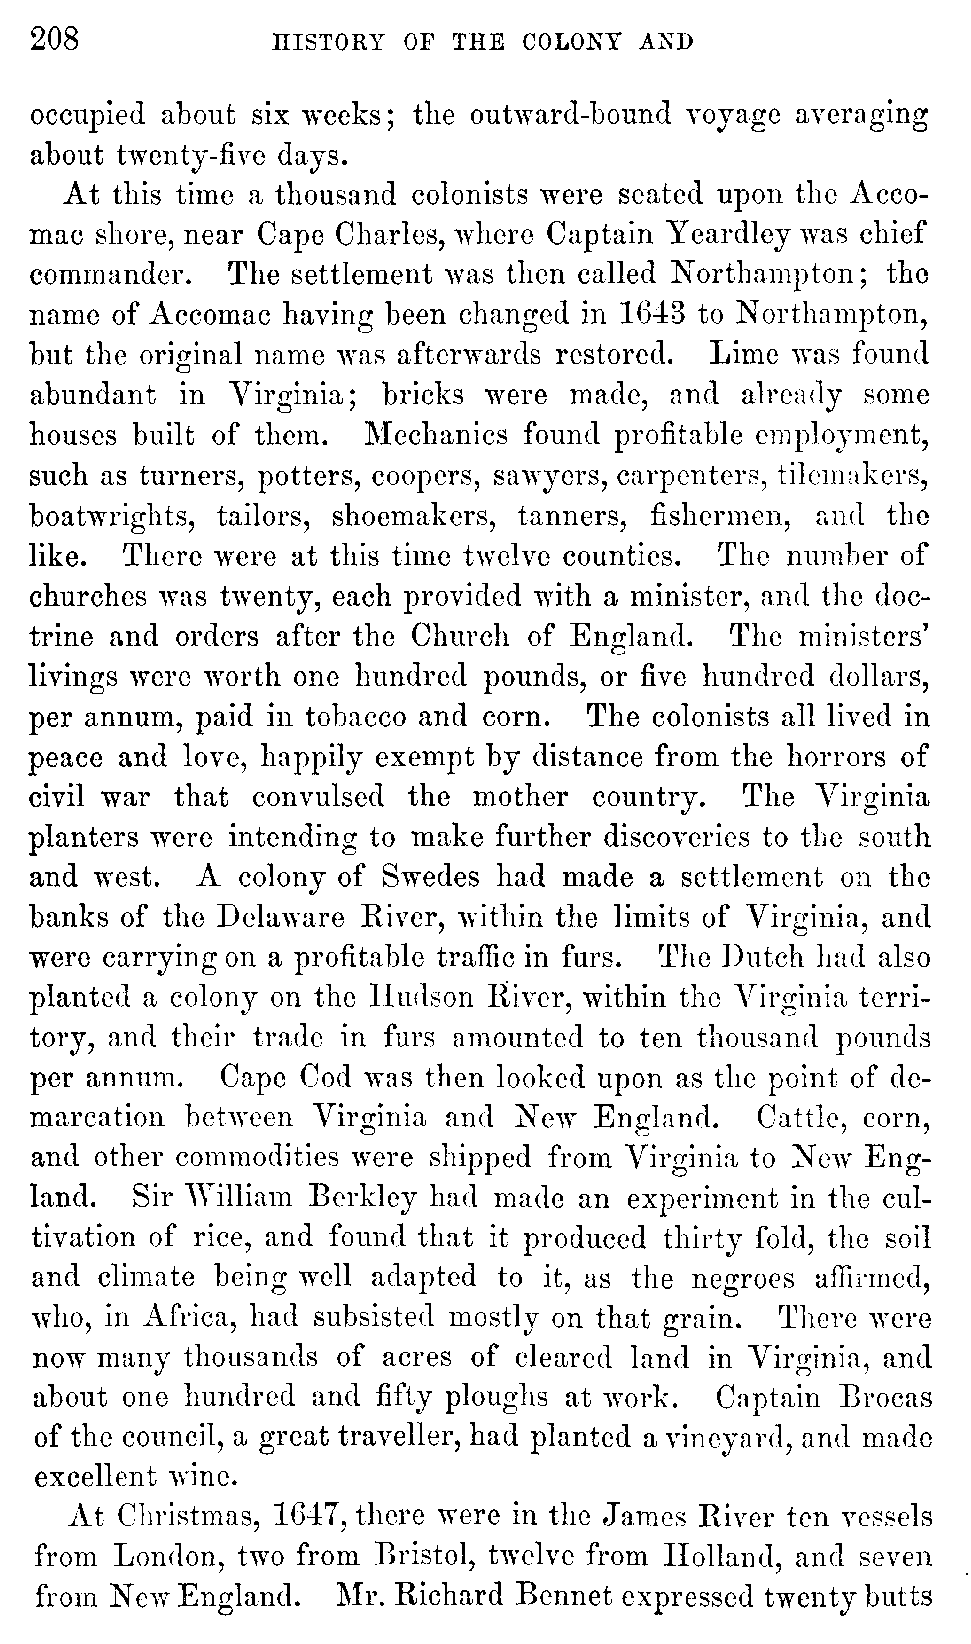 208 HISTORY OF THE COLONY AND
occupied about six weeks; the outward-bound voyage averaging
about twenty-five days.
At this time a thousand colonists were seated upon the Acco-
mac shore, near Cape Charles, where Captain Yeardley was chief
commander. The settlement was then called Northampton; the
name of Accomac having been changed in 1643 to Northampton,
but the original name was afterwards restored. Lime was found
abundant in Virginia; bricks were made, and already some
houses built of them. Mechanics found profitable employment,
such as turners, potters, coopers, sawyers, carpenters, tilemakers,
boatwrights, tailors, shoemakers, tanners, fishermen, and the
like. There were at this time twelve counties. The number of
churches was twenty, each provided with a minister, and the doc-
trine and orders after the Church of England. The ministers'
livings were worth one hundred pounds, or five hundred dollars,
per annum, paid in tobacco and corn. The colonists all lived in
peace and love, happily exempt by distance from the horrors of
civil war that convulsed the mother country. The Virginia
planters were intending to make further discoveries to the south
and west. A colony of Swedes had made a settlement on the
banks of the Delaware River, within the limits of Virginia, and
were carrying on a profitable traffic in furs. The Dutch had also
planted a colony on the Hudson River, within the Virginia terri-
tory, and their trade in furs amounted to ten thousand pounds
per annum. Cape Cod was then looked upon as the point of de-
marcation between Virginia and New England. Cattle, corn,
and other commodities were shipped from Virginia to New Eng-
land. Sir William Berkley had made an experiment in the cul-
tivation of rice, and found that it produced thirty fold, the soil
and climate being well adapted to it, as the negroes affirmed,
who, in Africa, had subsisted mostly on that grain. There were
now many thousands of acres of cleared land in Virginia, and
about one hundred and fifty ploughs at work. Captain Brocas
of the council, a great traveller, had planted a vineyard, and made
excellent wine.
At Christmas, 1647, there were in the James River ten vessels
from London, two from Bristol, twelve from Holland, and seven
from New England. Mr. Richard Bennet expressed twenty butts